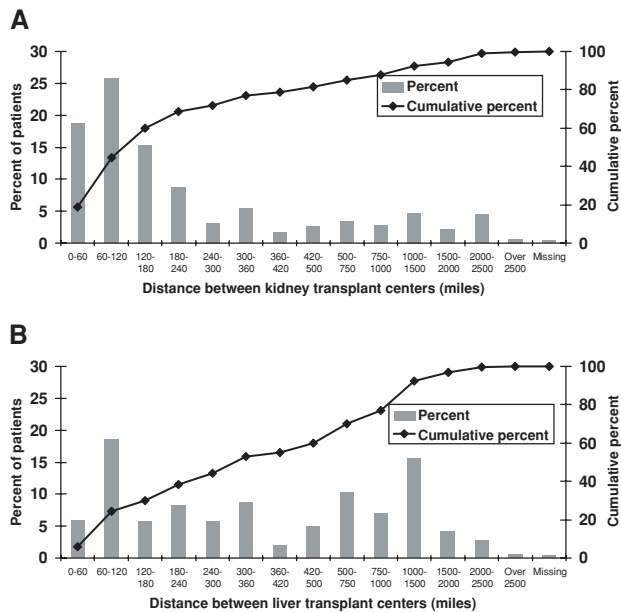 A
30
25
20
15
10
5
0
Percent of patients
100
80
60
40
20
0
Cumulative percent
Percent
Cumulative percent
0-60 60-120 120-180 180-240 240-300 300-360 360-420 420-500 500-750 750-1000 1000-1500 1500-2000 2000-2500 Over 2500 Missing
Distance between kidney transplant centers (miles)
B
30
25
20
15
10
5
0
Percent of patients
100
80
60
40
20
0
Cumulative percent
Percent
Cumulative percent
0-60 60-120 120-180 180-240 240-300 300-360 360-420 420-500 500-750 750-1000 1000-1500 1500-2000 2000-2500 Over 2500 Missing
Distance between liver transplant centers (miles)